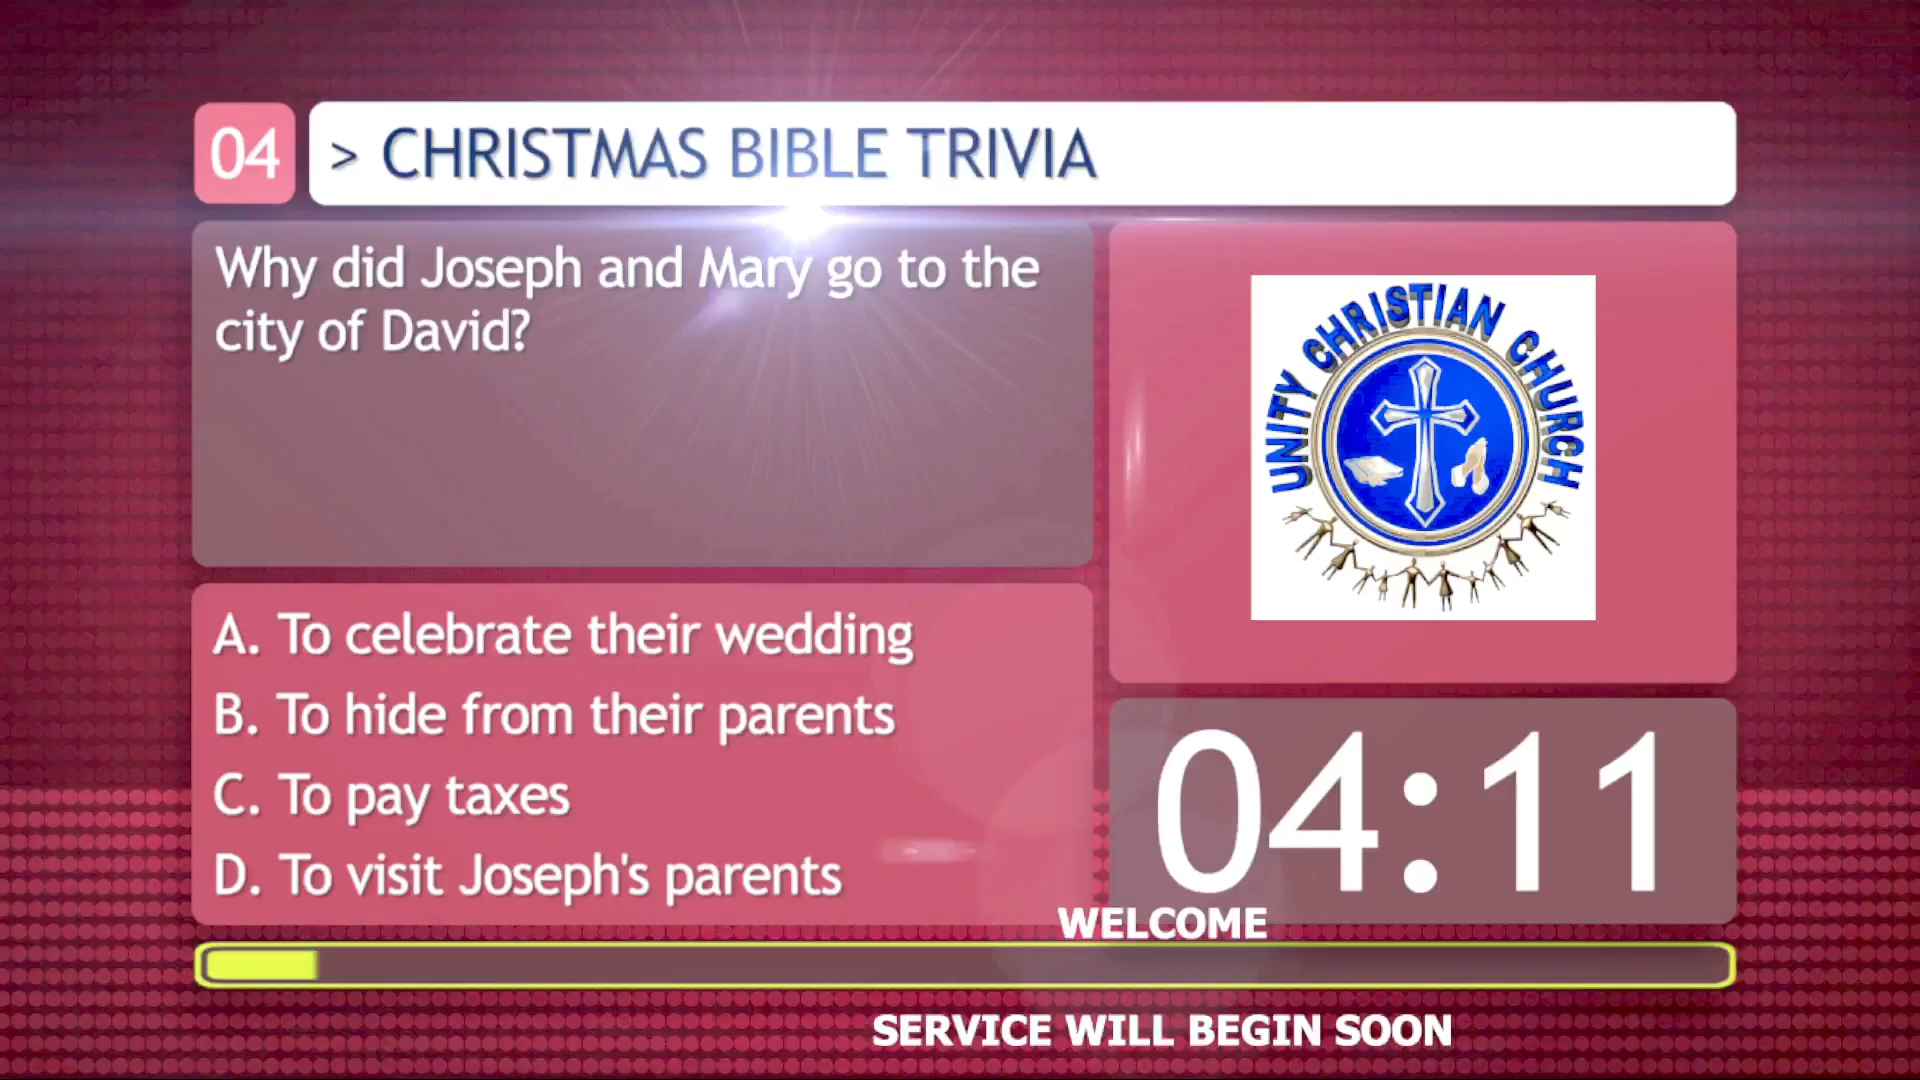 04
> CHRISTMAS BIBLE TRIVIA
Why did Joseph and Mary go to the
city of David?
UNITY CHRISTIAN CHURCH
A. To celebrate their wedding
B. To hide from their parents
C. To pay taxes
D. To visit Joseph's parents
04:11
WELCOME
SERVICE WILL BEGIN SOON